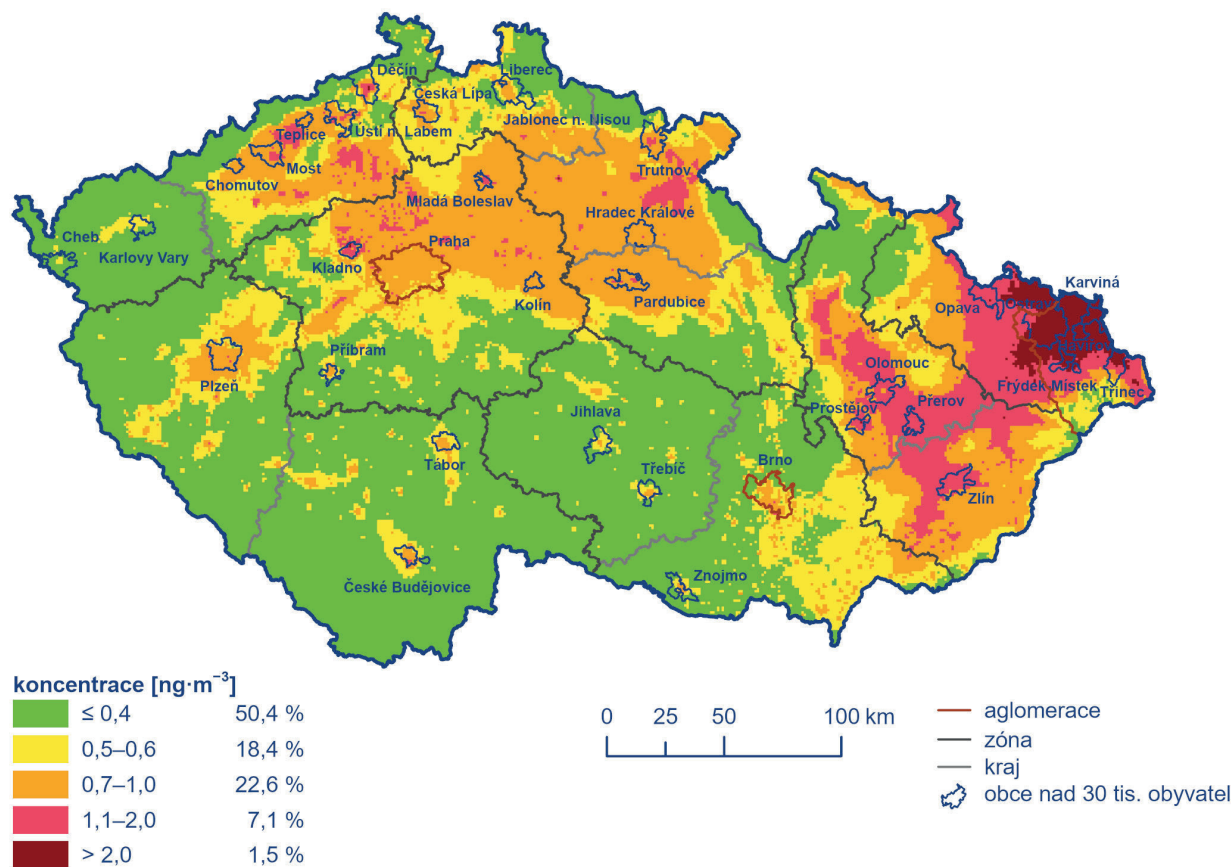 Děčín
Liberec
Česká Lípa
Jablonec n. Nisou
Ústí n. Labem
Teplice
Most
Trutnov
Chomutov
Mladá Boleslav
Hradec Králové
Cheb
Karlovy Vary
Praha
Kladno
Kolín
Pardubice
Karviná
Opava
Ostrava
Olomouc
Frýdek-Místek
Třinec
Příbram
Plzeň
Prostějov
Přerov
Jihlava
Tábor
Třebíč
Brno
Zlín
České Budějovice
Znojmo
koncentrace [ng·m⁻³]
≤ 0,4 50,4 %
0,5–0,6 18,4 %
0,7–1,0 22,6 %
1,1–2,0 7,1 %
> 2,0 1,5 %
0 25 50 100 km
aglomerace
zóna
kraj
obce nad 30 tis. obyvatel